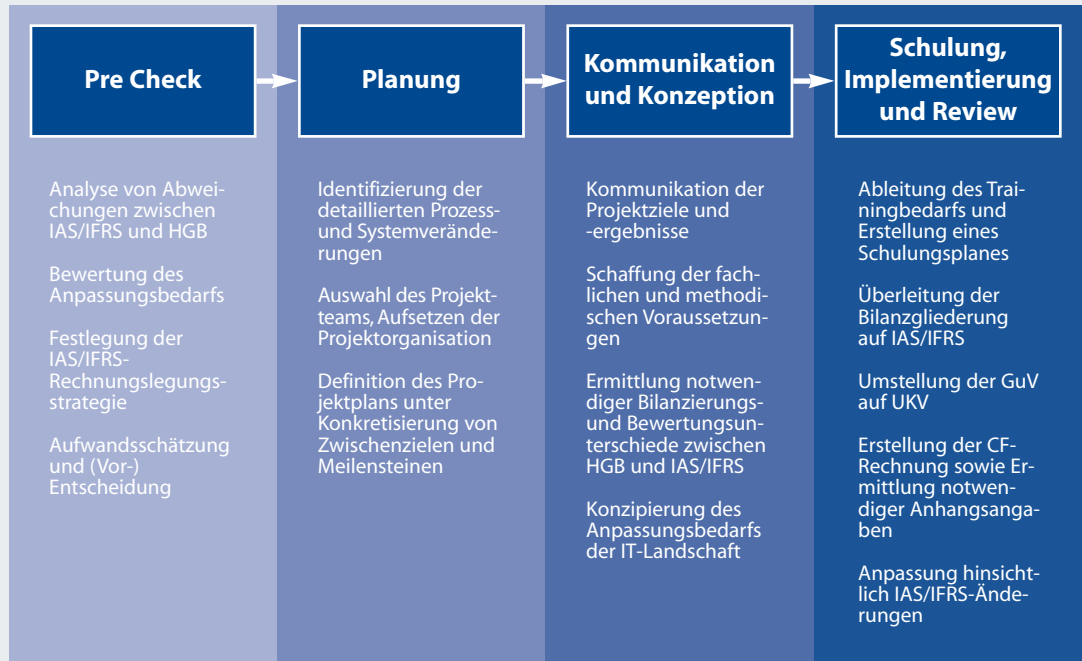 Pre Check
Analyse von Abwei-
chungen zwischen
IAS/IFRS und HGB
Bewertung des
Anpassungsbedarfs
Festlegung der
IAS/IFRS-
Rechnungslegungs-
strategie
Aufwandsschätzung
und (Vor-)
Entscheidung
Planung
Identifizierung der
detaillierten Prozess-
und Systemverände-
rungen
Auswahl des Projekt-
teams, Aufsetzen der
Projektorganisation
Definition des Pro-
jektplans unter
Konkretisierung von
Zwischenzielen und
Meilensteinen
Kommunikation
und Konzeption
Kommunikation der
Projektziele und
-ergebnisse
Schaffung der fach-
lichen und methodi-
schen Voraussetzun-
gen
Ermittlung notwen-
diger Bilanzierungs-
und Bewertungsun-
terschiede zwischen
HGB und IAS/IFRS
Konzipierung des
Anpassungsbedarfs
der IT-Landschaft
Schulung,
Implementierung
und Review
Ableitung des Trai-
ningbedarfs und
Erstellung eines
Schulungsplanes
Überleitung der
Bilanzgliederung
auf IAS/IFRS
Umstellung der GuV
auf UKV
Erstellung der CF-
Rechnung sowie Er-
mittlung notwen-
diger Anhangsanga-
ben
Anpassung hinsicht-
lich IAS/IFRS-Ände-
rungen